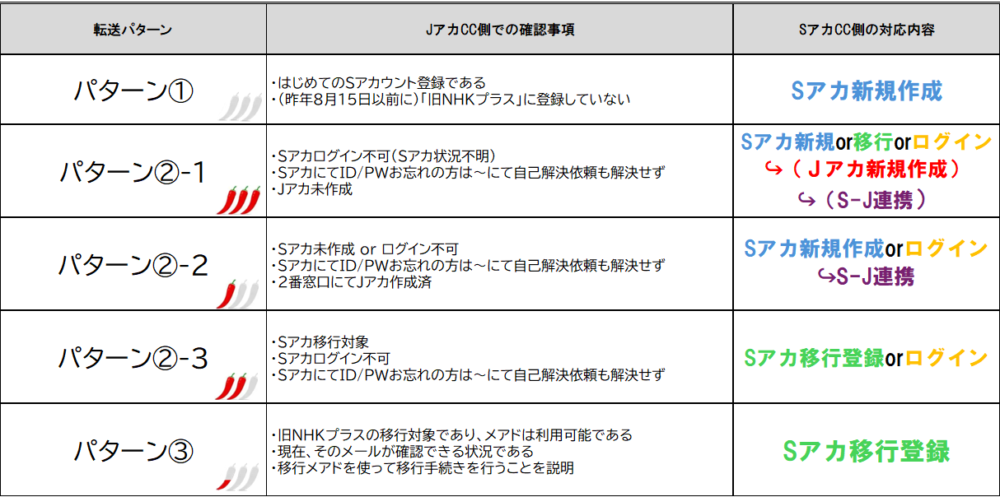 転送パターン
JアカCC側での確認事項
SアカCC側の対応内容
パターン①
・はじめてのSアカウント登録である
・(昨年8月15日以前に)「旧NHKプラス」に登録していない
Sアカ新規作成
パターン②-1
・Sアカログイン不可(Sアカ状況不明)
・SアカにてID/PWお忘れの方は~にて自己解決依頼も解決せず
・Jアカ未作成
Sアカ新規or移行orログイン
↪(Jアカ新規作成)
↪(S-J連携)
パターン②-2
・Sアカ未作成 or ログイン不可
・SアカにてID/PWお忘れの方は~にて自己解決依頼も解決せず
・2番窓口にてJアカ作成済
Sアカ新規作成orログイン
↪S-J連携
パターン②-3
・Sアカ移行対象
・Sアカログイン不可
・SアカにてID/PWお忘れの方は~にて自己解決依頼も解決せず
Sアカ移行登録orログイン
パターン③
・旧NHKプラスの移行対象であり、メアドは利用可能である
・現在、そのメールが確認できる状況である
・移行メアドを使って移行手続きを行うことを説明
Sアカ移行登録